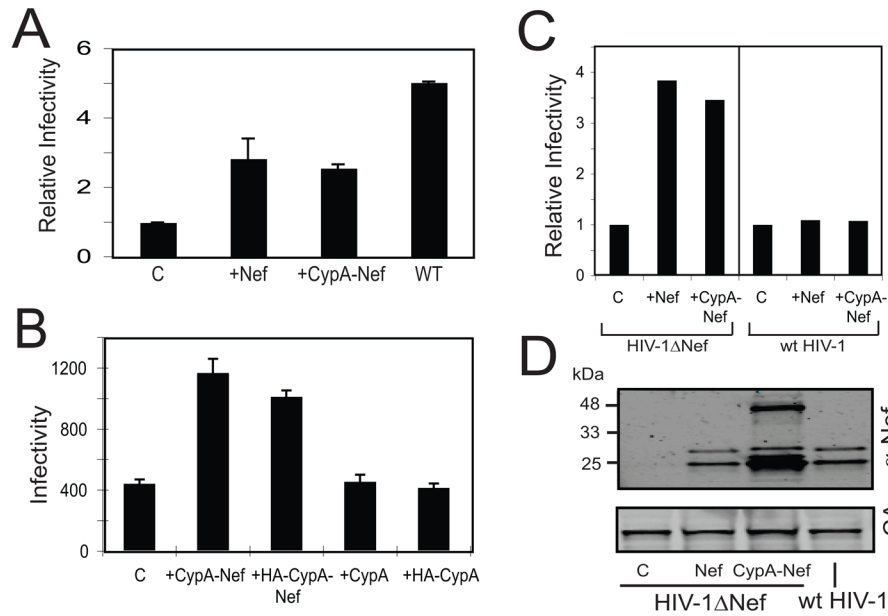 A
Relative Infectivity
6
4
2
0
C +Nef +CypA-Nef WT
B
Infectivity
1200
800
400
0
C +CypA-Nef +HA-CypA-Nef +CypA +HA-CypA
C
Relative Infectivity
4
3
2
1
0
C +Nef +CypA-Nef C +Nef +CypA-Nef
HIV-1ΔNef wt HIV-1
D
kDa
48
33
25
Nef
CA
C Nef CypA-Nef
HIV-1ΔNef wt HIV-1